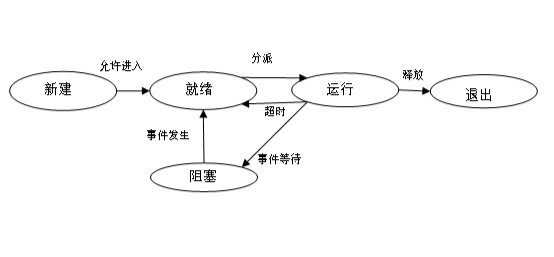 允许进入
分派
释放
新建
就绪
运行
退出
超时
事件发生
事件等待
阻塞